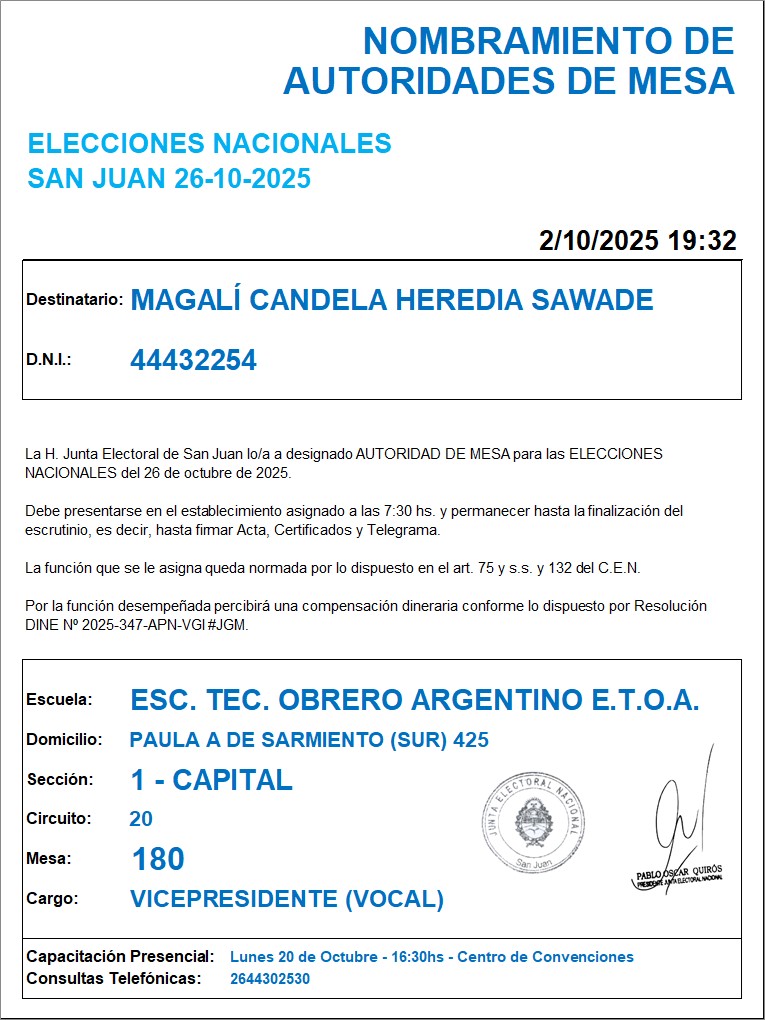 NOMBRAMIENTO DE
AUTORIDADES DE MESA
ELECCIONES NACIONALES
SAN JUAN 26-10-2025
2/10/2025 19:32
Destinatario: MAGALÍ CANDELA HEREDIA SAWADE
D.N.I.: 44432254
La H. Junta Electoral de San Juan lo/a a designado AUTORIDAD DE MESA para las ELECCIONES
NACIONALES del 26 de octubre de 2025.
Debe presentarse en el establecimiento asignado a las 7:30 hs. y permanecer hasta la finalización del
escrutinio, es decir, hasta firmar Acta, Certificados y Telegrama.
La función que se le asigna queda normada por lo dispuesto en el art. 75 y s.s. y 132 del C.E.N.
Por la función desempeñada percibirá una compensación dineraria conforme lo dispuesto por Resolución
DINE Nº 2025-347-APN-VGI#JGM.
Escuela: ESC. TEC. OBRERO ARGENTINO E.T.O.A.
Domicilio: PAULA A DE SARMIENTO (SUR) 425
Sección: 1 - CAPITAL
Circuito: 20
Mesa: 180
Cargo: VICEPRESIDENTE (VOCAL)
JUNTA ELECTORAL NACIONAL
San Juan
PABLO OSCAR QUIRÓS
PRESIDENTE JUNTA ELECTORAL NACIONAL
Capacitación Presencial: Lunes 20 de Octubre - 16:30hs - Centro de Convenciones
Consultas Telefónicas: 2644302530